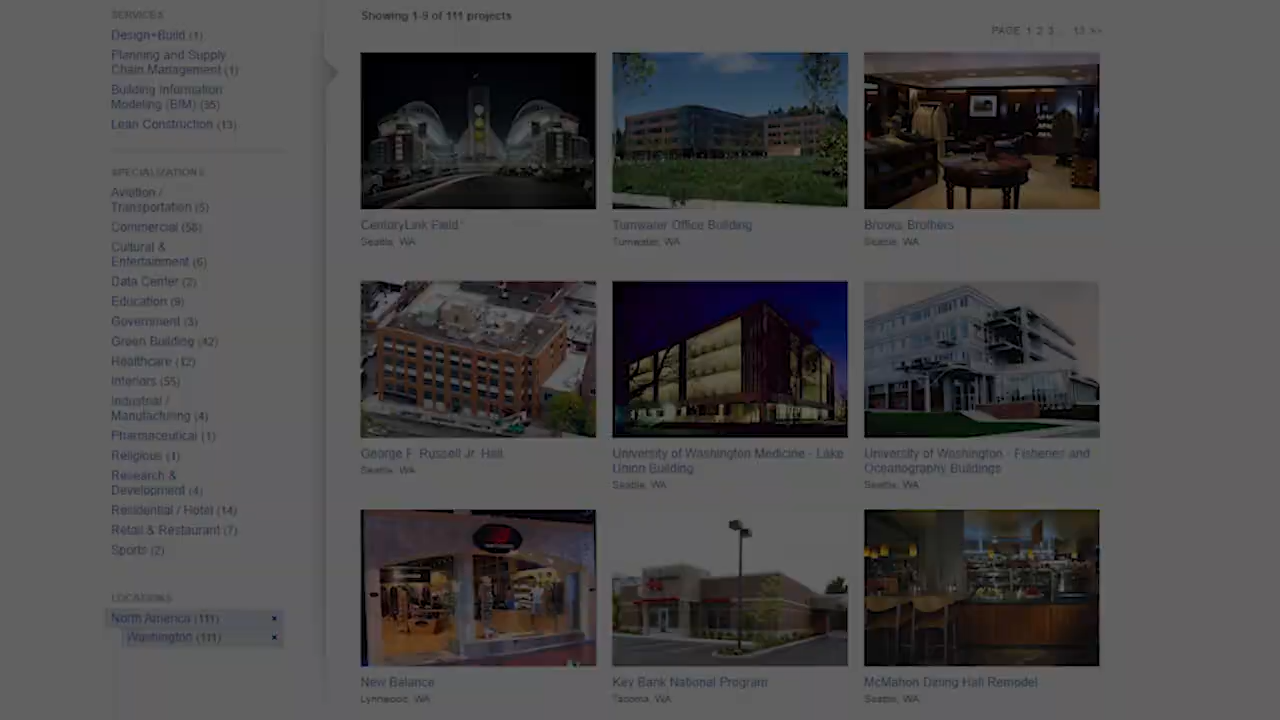 SERVICES
Design+Build (1)
Planning and Supply
Chain Management (1)
Building Information
Modeling (BIM) (35)
Lean Construction (13)
SPECIALIZATIONS
Aviation /
Transportation (5)
Commercial (58)
Cultural &
Entertainment (6)
Data Center (2)
Education (9)
Government (3)
Green Building (42)
Healthcare (12)
Interiors (55)
Industrial /
Manufacturing (4)
Pharmaceutical (1)
Religious (1)
Research &
Development (4)
Residential / Hotel (14)
Retail & Restaurant (7)
Sports (2)
LOCATIONS
North America (111) ×
Washington (111) ×
Showing 1-9 of 111 projects
PAGE 1 2 3 ... 13 >>
CenturyLink Field
Seattle, WA
Tumwater Office Building
Tumwater, WA
Brooks Brothers
Seattle, WA
George F. Russell Jr. Hall
Seattle, WA
University of Washington Medicine - Lake
Union Building
Seattle, WA
University of Washington - Fisheries and
Oceanography Buildings
Seattle, WA
New Balance
Lynnwood, WA
Key Bank National Program
Tacoma, WA
McMahon Dining Hall Remodel
Seattle, WA